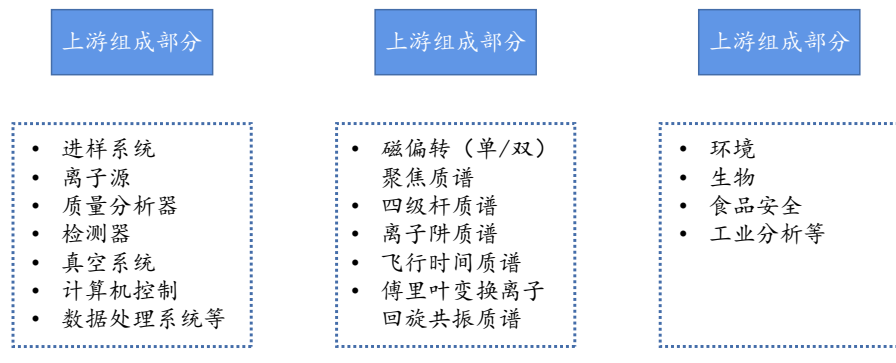 上游组成部分
进样系统
离子源
质量分析器
检测器
真空系统
计算机控制
数据处理系统等
上游组成部分
磁偏转（单/双）
聚焦质谱
四级杆质谱
离子阱质谱
飞行时间质谱
傅里叶变换离子
回旋共振质谱
上游组成部分
环境
生物
食品安全
工业分析等